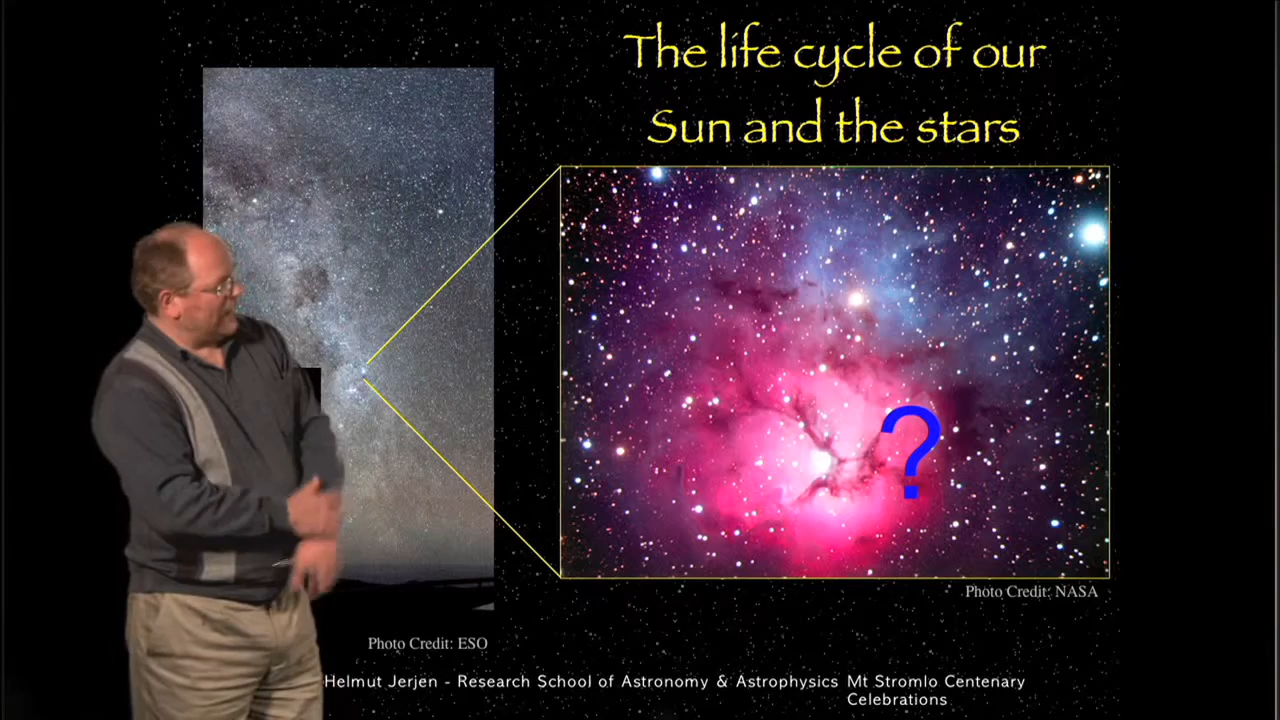 The life cycle of our
Sun and the stars
?
Photo Credit: NASA
Photo Credit: ESO
Helmut Jerjen - Research School of Astronomy & Astrophysics Mt Stromlo Centenary
Celebrations